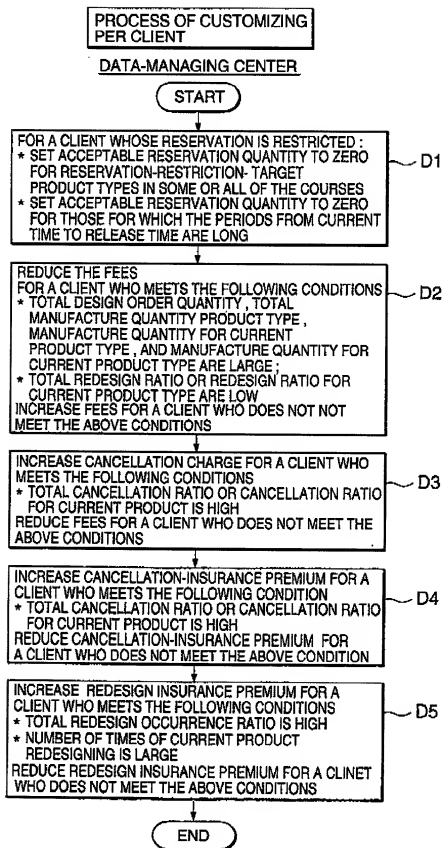 PROCESS OF CUSTOMIZING
PER CLIENT
DATA-MANAGING CENTER
START
FOR A CLIENT WHOSE RESERVATION IS RESTRICTED :
* SET ACCEPTABLE RESERVATION QUANTITY TO ZERO
FOR RESERVATION-RESTRICTION- TARGET
PRODUCT TYPES IN SOME OR ALL OF THE COURSES
* SET ACCEPTABLE RESERVATION QUANTITY TO ZERO
FOR THOSE FOR WHICH THE PERIODS FROM CURRENT
TIME TO RELEASE TIME ARE LONG
D1
REDUCE THE FEES
FOR A CLIENT WHO MEETS THE FOLLOWING CONDITIONS
* TOTAL DESIGN ORDER QUANTITY , TOTAL
MANUFACTURE QUANTITY PRODUCT TYPE ,
MANUFACTURE QUANTITY FOR CURRENT
PRODUCT TYPE , AND MANUFACTURE QUANTITY FOR
CURRENT PRODUCT TYPE ARE LARGE ;
* TOTAL REDESIGN RATIO OR REDESIGN RATIO FOR
CURRENT PRODUCT TYPE ARE LOW
INCREASE FEES FOR A CLIENT WHO DOES NOT NOT
MEET THE ABOVE CONDITIONS
D2
INCREASE CANCELLATION CHARGE FOR A CLIENT WHO
MEETS THE FOLLOWING CONDITIONS
* TOTAL CANCELLATION RATIO OR CANCELLATION RATIO
FOR CURRENT PRODUCT IS HIGH
REDUCE FEES FOR A CLIENT WHO DOES NOT MEET THE
ABOVE CONDITIONS
D3
INCREASE CANCELLATION-INSURANCE PREMIUM FOR A
CLIENT WHO MEETS THE FOLLOWING CONDITION
* TOTAL CANCELLATION RATIO OR CANCELLATION RATIO
FOR CURRENT PRODUCT IS HIGH
REDUCE CANCELLATION-INSURANCE PREMIUM FOR
A CLIENT WHO DOES NOT MEET THE ABOVE CONDITION
D4
INCREASE REDESIGN INSURANCE PREMIUM FOR A
CLIENT WHO MEETS THE FOLLOWING CONDITIONS
* TOTAL REDESIGN OCCURRENCE RATIO IS HIGH
* NUMBER OF TIMES OF CURRENT PRODUCT
REDESIGNING IS LARGE
REDUCE REDESIGN INSURANCE PREMIUM FOR A CLINET
WHO DOES NOT MEET THE ABOVE CONDITIONS
D5
END